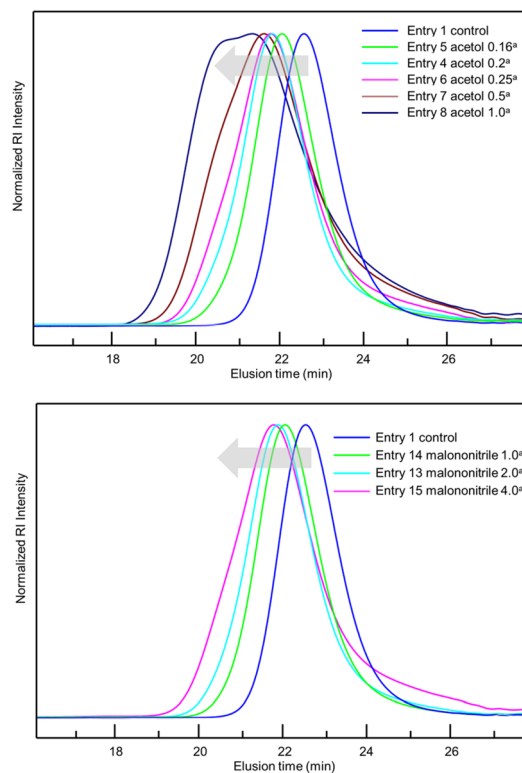 Entry 1 control
Entry 5 acetol 0.16ᵃ
Entry 4 acetol 0.2ᵃ
Entry 6 acetol 0.25ᵃ
Entry 7 acetol 0.5ᵃ
Entry 8 acetol 1.0ᵃ
Normalized RI Intensity
18 20 22 24 26
Elusion time (min)
Entry 1 control
Entry 14 malononitrile 1.0ᵃ
Entry 13 malononitrile 2.0ᵃ
Entry 15 malononitrile 4.0ᵃ
Normalized RI Intensity
18 20 22 24 26
Elusion time (min)